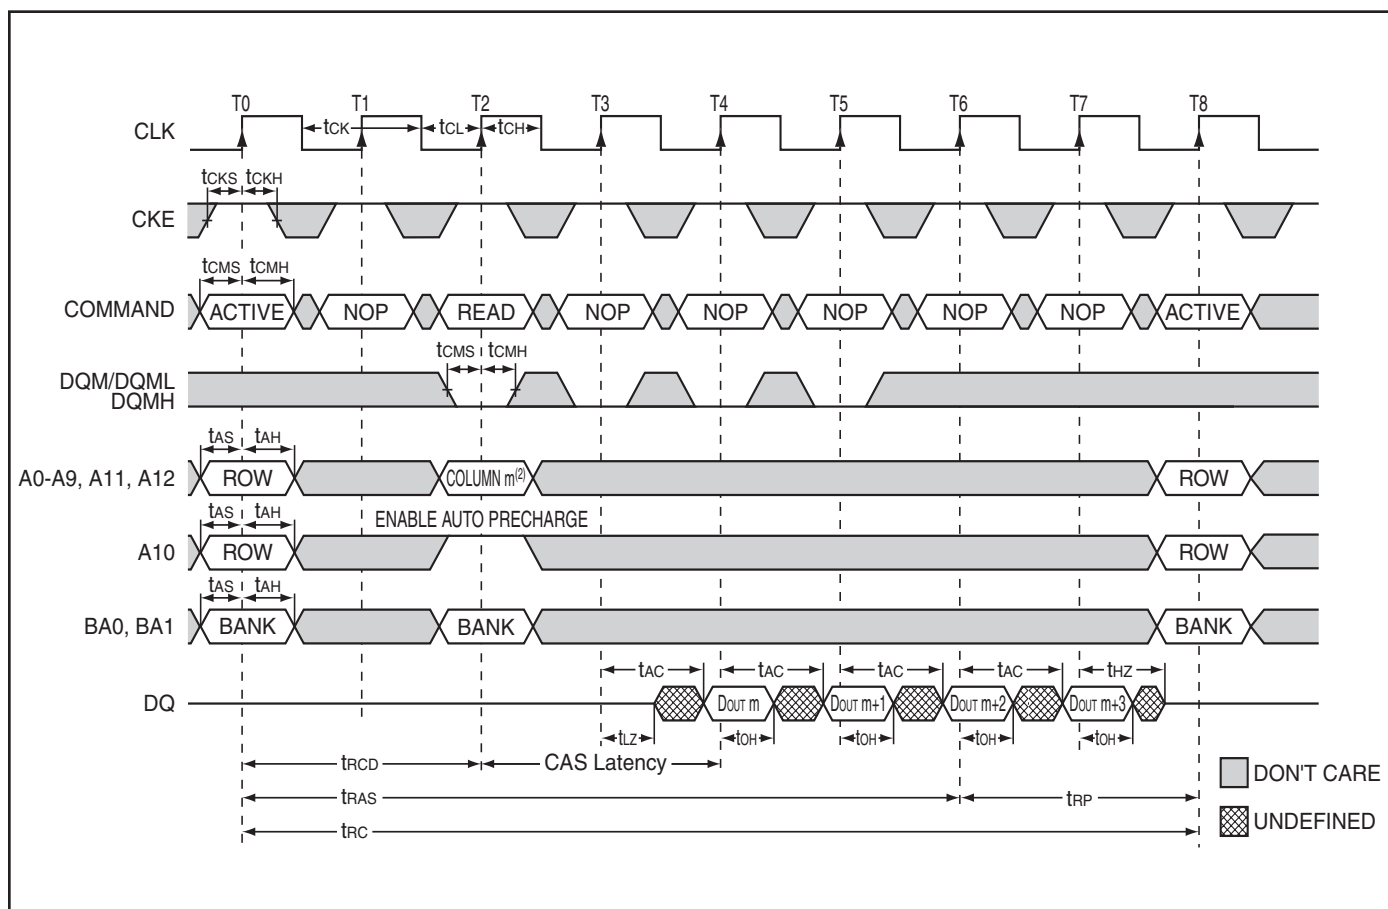 T0 T1 T2 T3 T4 T5 T6 T7 T8
CLK tCK tCL tCH
tCKS tCKH
CKE
tCMS tCMH
COMMAND ACTIVE NOP READ NOP NOP NOP NOP NOP ACTIVE
tCMS tCMH
DQM/DQML
DQMH
tAS tAH
A0-A9, A11, A12 ROW COLUMN m(2) ROW
tAS tAH ENABLE AUTO PRECHARGE
A10 ROW ROW
tAS tAH
BA0, BA1 BANK BANK BANK
tAC tAC tAC tAC tHZ
DQ DOUT m DOUT m+1 DOUT m+2 DOUT m+3
tLZ tOH tOH tOH tOH
tRCD CAS Latency
DON'T CARE
tRAS tRP
UNDEFINED
tRC